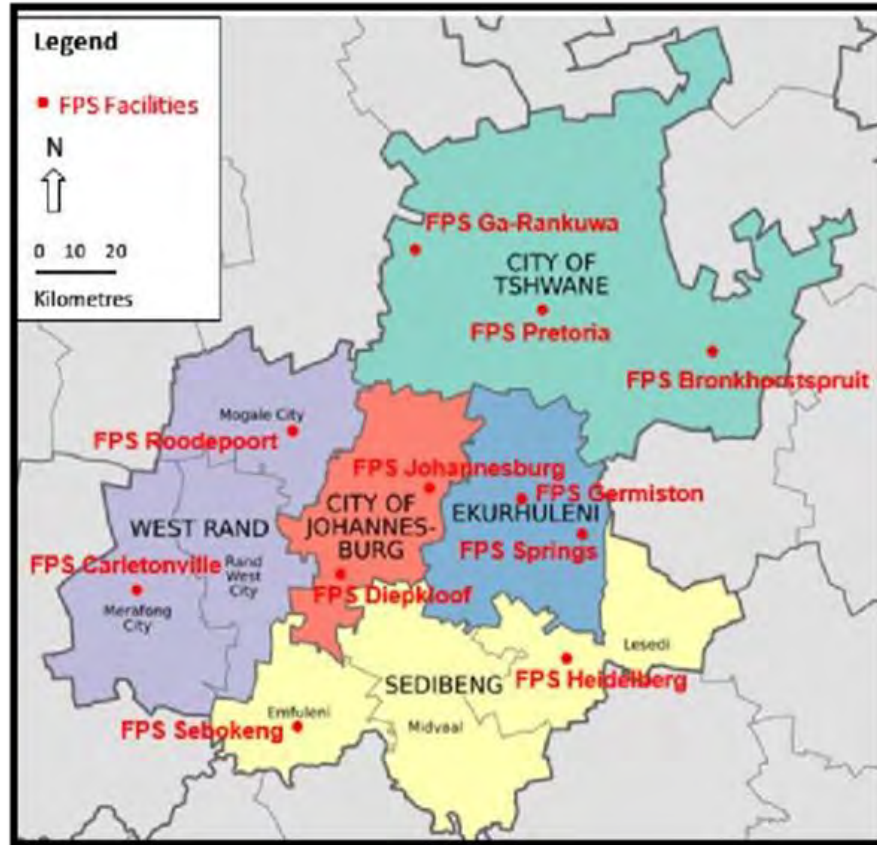 Legend
FPS Facilities
N
0 10 20
Kilometres
FPS Ga-Rankuwa
CITY OF
TSHWANE
FPS Pretoria
FPS Bronkhorstspruit
Mogale City
FPS Roodepoort
FPS Johannesburg
FPS Germiston
CITY OF
JOHANNES-
BURG
EKURHULENI
WEST RAND
FPS Springs
FPS Carletonville
Rand
West
City
FPS Diepkloof
Merafong
City
Lesedi
FPS Heidelberg
SEDIBENG
Emfuleni
FPS Sebokeng
Midvaal